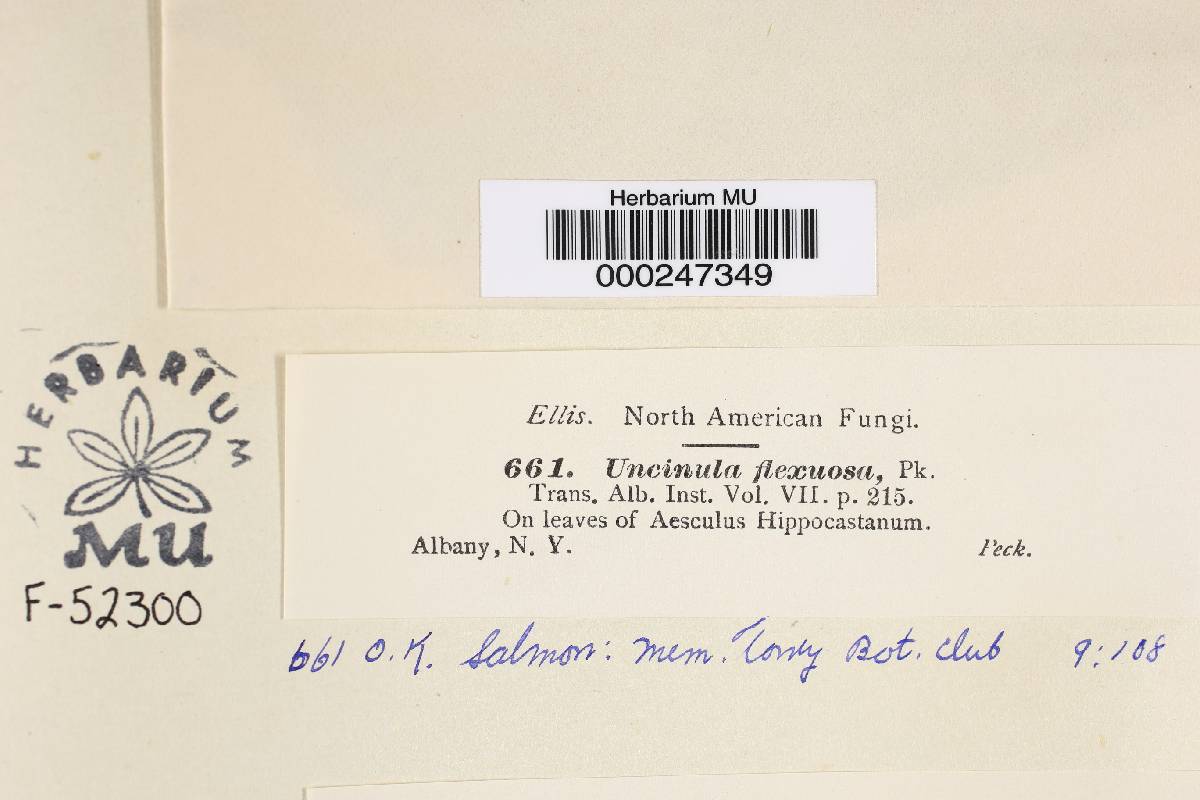 Herbarium MU
000247349
HERBARIUM
MU
F-52300
Ellis. North American Fungi.
661. Uncinula flexuosa, Pk.
Trans. Alb. Inst. Vol. VII. p. 215.
On leaves of Aesculus Hippocastanum.
Albany, N. Y. Peck.
661 O.K. Salmon: Mem. Torrey Bot. Club 9:108